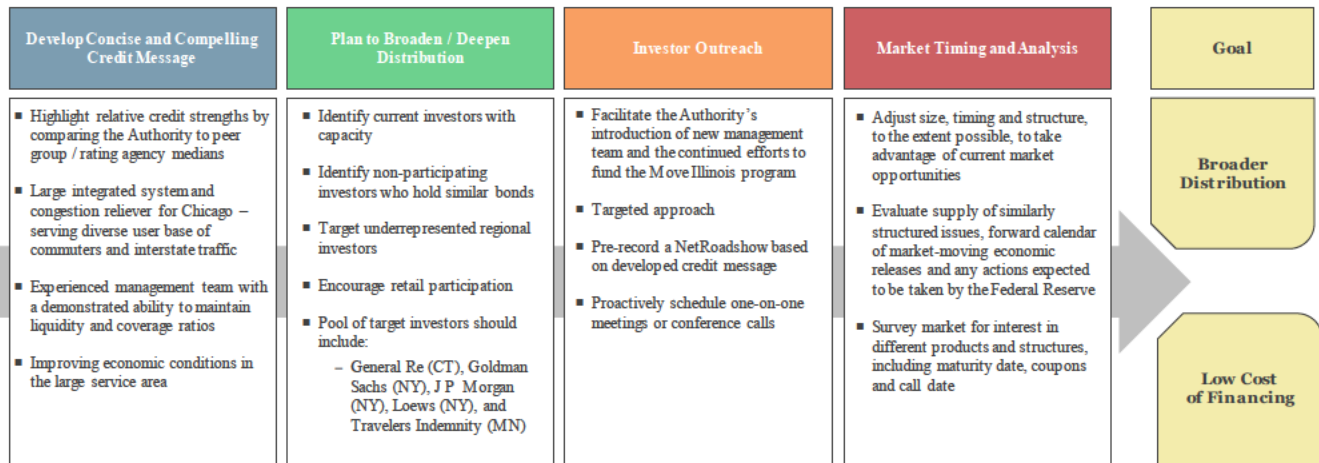 Develop Concise and Compelling
Credit Message
■ Highlight relative credit strengths by
comparing the Authority to peer
group / rating agency medians
■ Large integrated system and
congestion reliever for Chicago –
serving diverse user base of
commuters and interstate traffic
■ Experienced management team with
a demonstrated ability to maintain
liquidity and coverage ratios
■ Improving economic conditions in
the large service area
Plan to Broaden / Deepen
Distribution
■ Identify current investors with
capacity
■ Identify non-participating
investors who hold similar bonds
■ Target underrepresented regional
investors
■ Encourage retail participation
■ Pool of target investors should
include:
– General Re (CT), Goldman
Sachs (NY), J P Morgan
(NY), Loews (NY), and
Travelers Indemnity (MN)
Investor Outreach
■ Facilitate the Authority's
introduction of new management
team and the continued efforts to
fund the Move Illinois program
■ Targeted approach
■ Pre-record a NetRoadshow based
on developed credit message
■ Proactively schedule one-on-one
meetings or conference calls
Market Timing and Analysis
■ Adjust size, timing and structure,
to the extent possible, to take
advantage of current market
opportunities
■ Evaluate supply of similarly
structured issues, forward calendar
of market-moving economic
releases and any actions expected
to be taken by the Federal Reserve
■ Survey market for interest in
different products and structures,
including maturity date, coupons
and call date
Goal
Broader
Distribution
Low Cost
of Financing